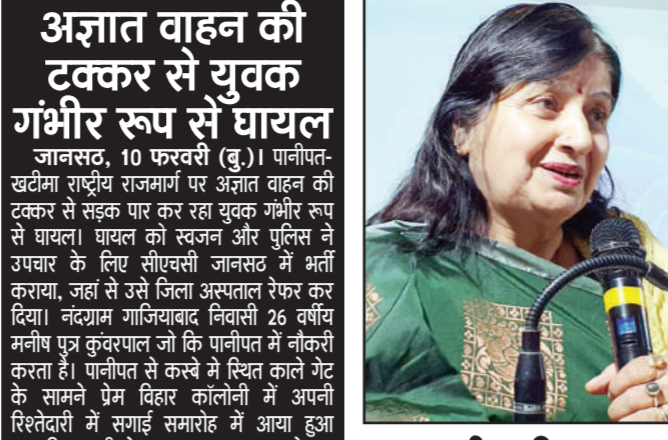 अज्ञात वाहन की
टक्कर से युवक
गंभीर रूप से घायल
जानसठ, 10 फरवरी (बु.)। पानीपत-
खटीमा राष्ट्रीय राजमार्ग पर अज्ञात वाहन की
टक्कर से सड़क पार कर रहा युवक गंभीर रूप
से घायल। घायल को स्वजन और पुलिस ने
उपचार के लिए सीएचसी जानसठ में भर्ती
कराया, जहां से उसे जिला अस्पताल रेफर कर
दिया। नंदग्राम गाजियाबाद निवासी 26 वर्षीय
मनीष पुत्र कुंवरपाल जो कि पानीपत में नौकरी
करता है। पानीपत से कस्बे मे स्थित काले गेट
के सामने प्रेम विहार कॉलोनी में अपनी
रिश्तेदारी में सगाई समारोह में आया हुआ